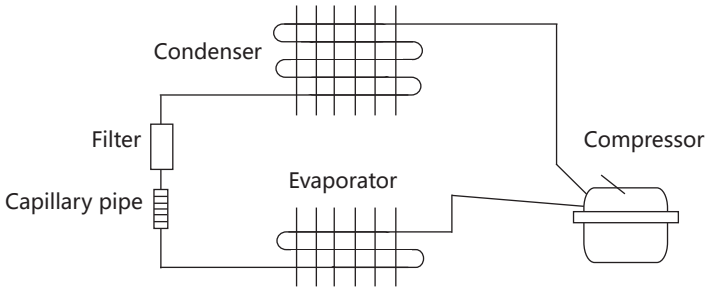 Condenser
Filter
Compressor
Evaporator
Capillary pipe